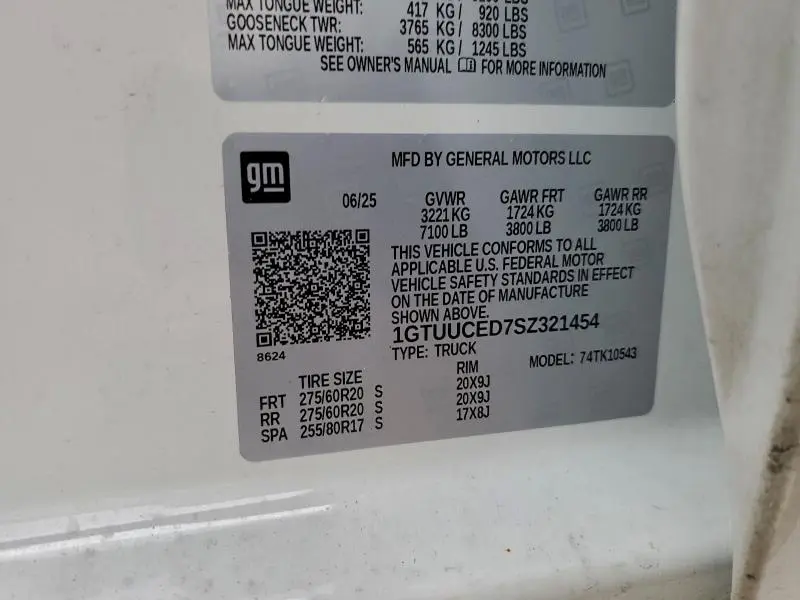 MAX TONGUE WEIGHT: 417 KG / 920 LBS
GOOSENECK TWR: 3765 KG / 8300 LBS
MAX TONGUE WEIGHT: 565 KG / 1245 LBS
SEE OWNER'S MANUAL FOR MORE INFORMATION
gm
MFD BY GENERAL MOTORS LLC
06/25 GVWR GAWR FRT GAWR RR
3221 KG 1724 KG 1724 KG
7100 LB 3800 LB 3800 LB
THIS VEHICLE CONFORMS TO ALL
APPLICABLE U.S. FEDERAL MOTOR
VEHICLE SAFETY STANDARDS IN EFFECT
ON THE DATE OF MANUFACTURE
SHOWN ABOVE.
1GTUUCED7SZ321454
8624
TYPE: TRUCK MODEL: 74TK10543
TIRE SIZE RIM
FRT 275/60R20 S 20X9J
RR 275/60R20 S 20X9J
SPA 255/80R17 S 17X8J